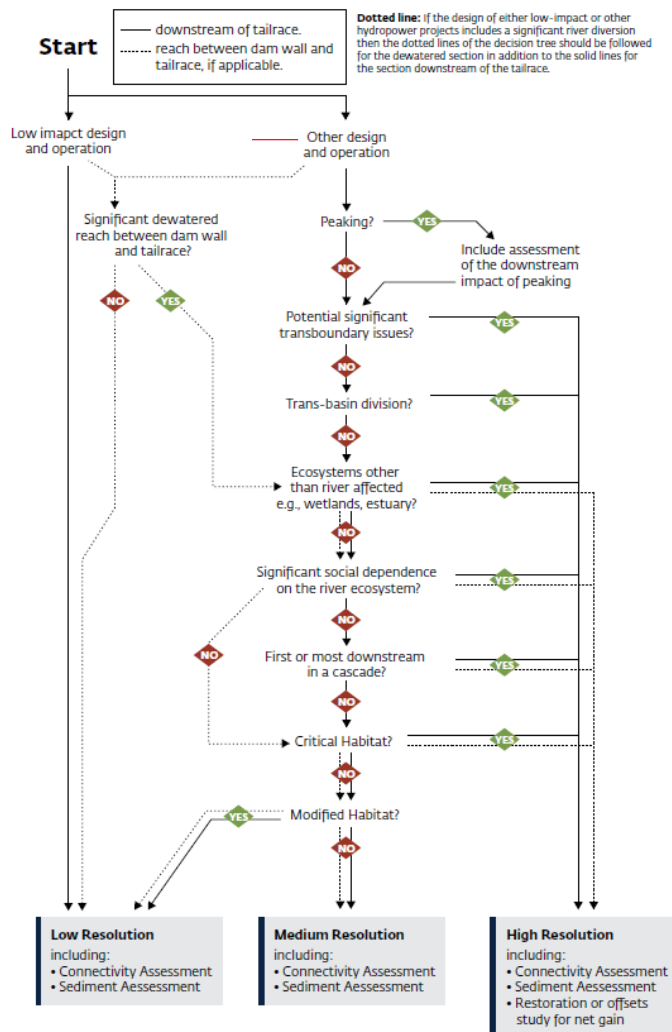 Start
downstream of tailrace.
reach between dam wall and
tailrace, if applicable.
Dotted line: If the design of either low-impact or other
hydropower projects includes a significant river diversion
then the dotted lines of the decision tree should be followed
for the dewatered section in addition to the solid lines for
the section downstream of the tailrace.
Low imapct design
and operation
Other design
and operation
Significant dewatered
reach between dam wall
and tailrace?
Peaking?
YES
Include assessment
of the downstream
impact of peaking
NO
NO
YES
Potential significant
transboundary issues?
YES
NO
Trans-basin division?
YES
NO
Ecosystems other
than river affected
e.g., wetlands, estuary?
YES
NO
Significant social dependence
on the river ecosystem?
YES
NO
NO
First or most downstream
in a cascade?
YES
NO
Critical Habitat?
YES
NO
Modified Habitat?
YES
NO
Low Resolution
including:
• Connectivity Assessment
• Sediment Aessessment
Medium Resolution
including:
• Connectivity Assessment
• Sediment Aessessment
High Resolution
including:
• Connectivity Assessment
• Sediment Aessessment
• Restoration or offsets
study for net gain